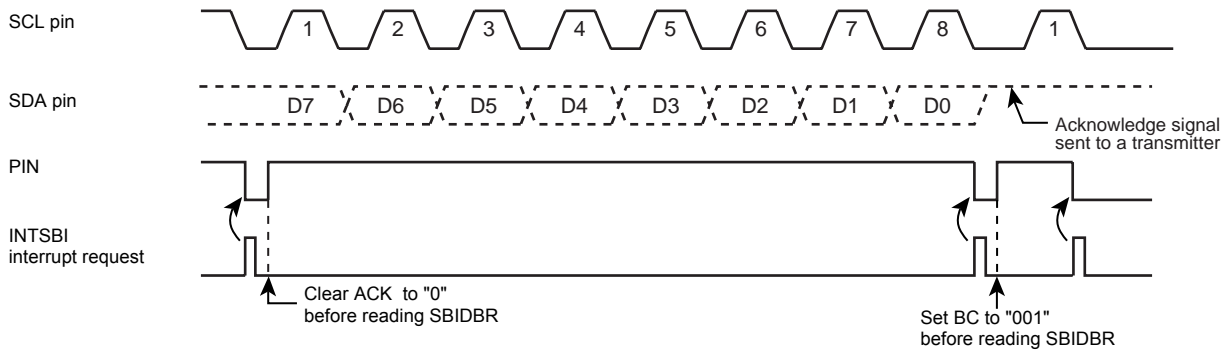 SCL pin
1 2 3 4 5 6 7 8 1
SDA pin
D7 D6 D5 D4 D3 D2 D1 D0
Acknowledge signal
sent to a transmitter
PIN
INTSBI
interrupt request
Clear ACK to "0"
before reading SBIDBR
Set BC to "001"
before reading SBIDBR